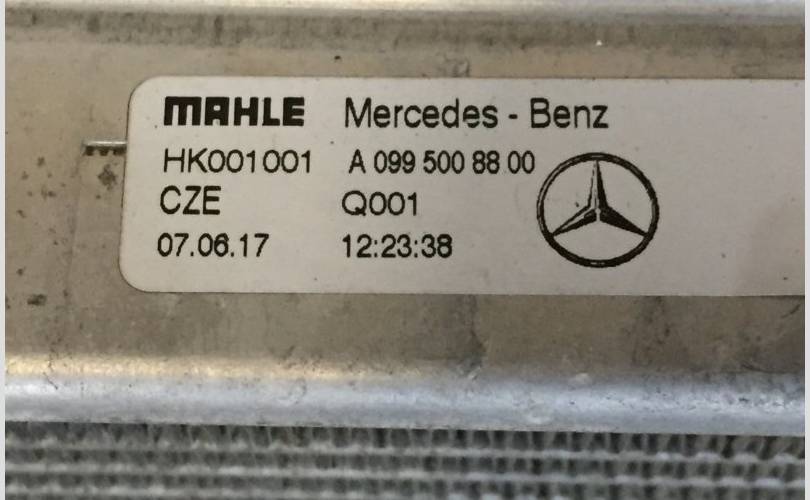 MAHLE Mercedes - Benz
HK001001 A 099 500 88 00
CZE Q001
07.06.17 12:23:38